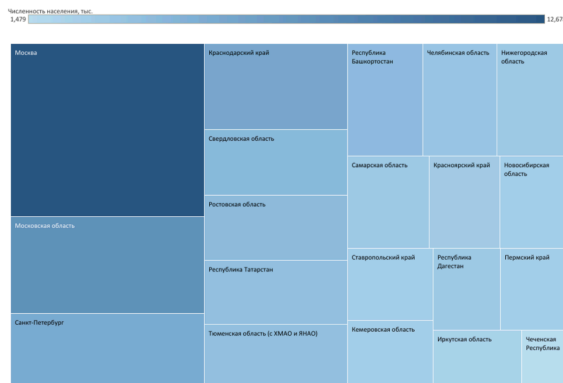 Численность населения, тыс.
1,479
12,67
Москва
Краснодарский край
Республика
Башкортостан
Челябинская область
Нижегородская
область
Свердловская область
Самарская область
Красноярский край
Новосибирская
область
Ростовская область
Московская область
Ставропольский край
Республика
Дагестан
Пермский край
Республика Татарстан
Санкт-Петербург
Тюменская область (с ХМАО и ЯНАО)
Кемеровская область
Иркутская область
Чеченская
Республика